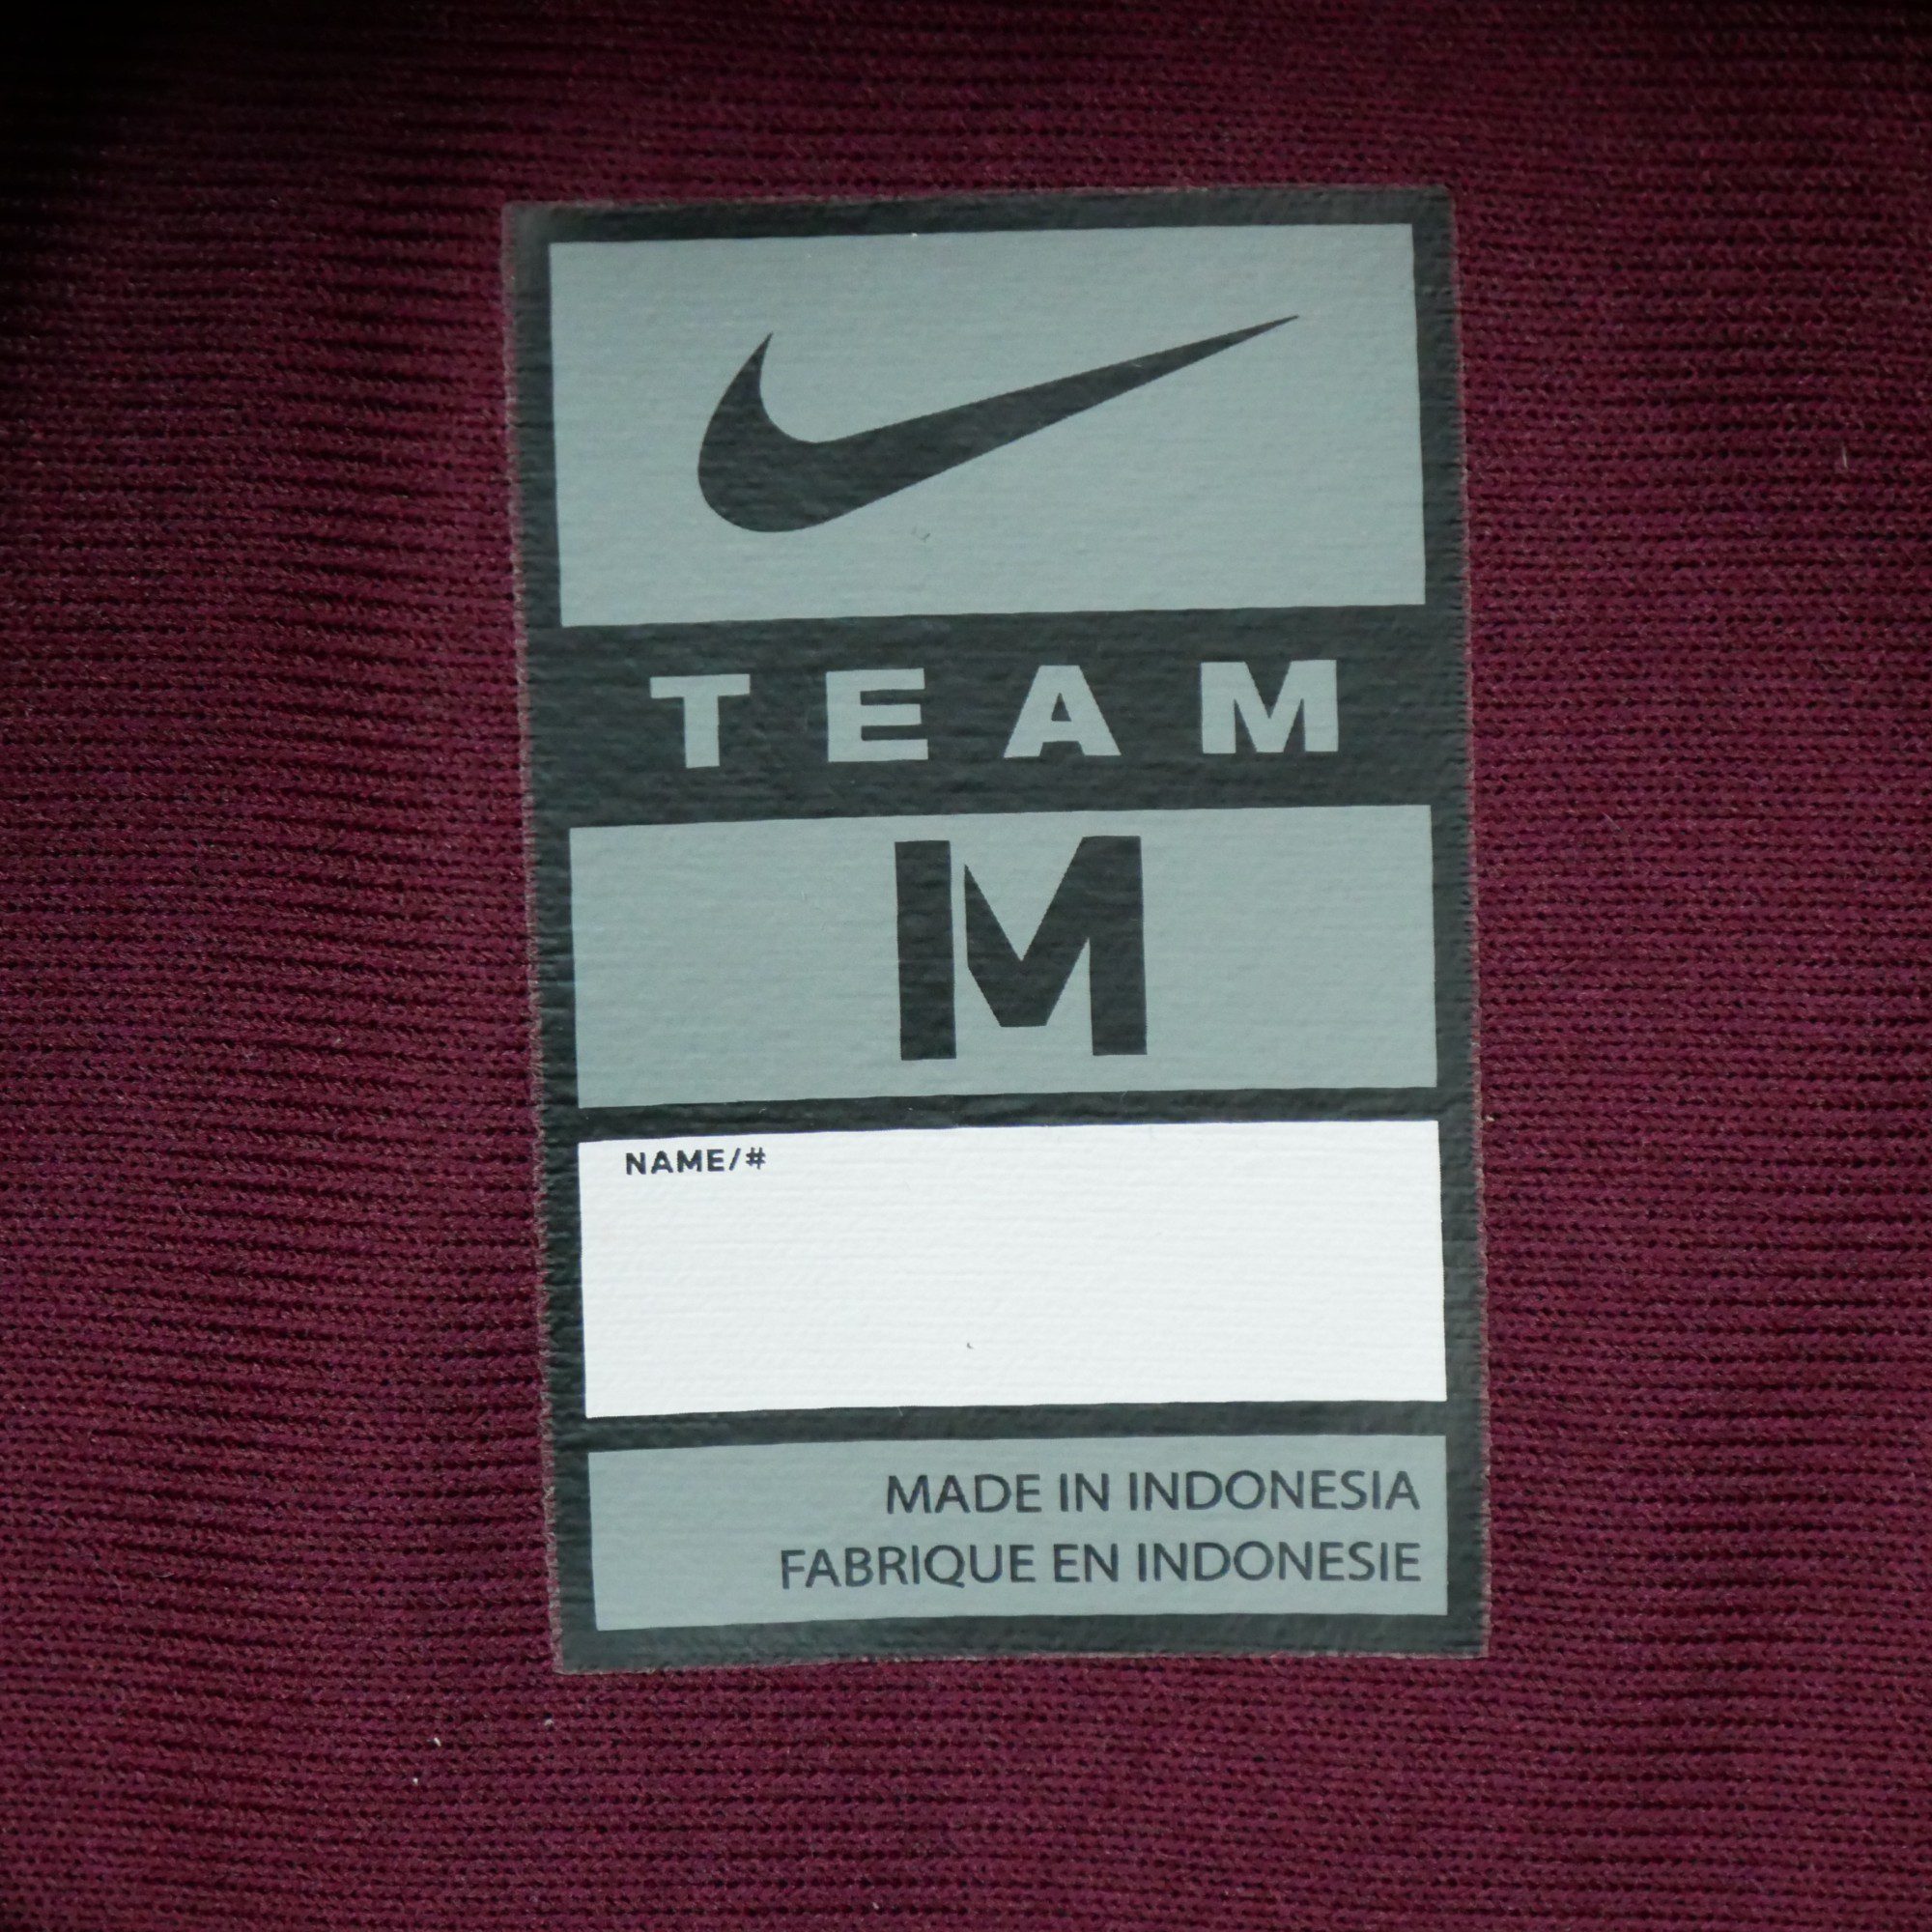 TEAM
M
NAME/#
MADE IN INDONESIA
FABRIQUE EN INDONESIE